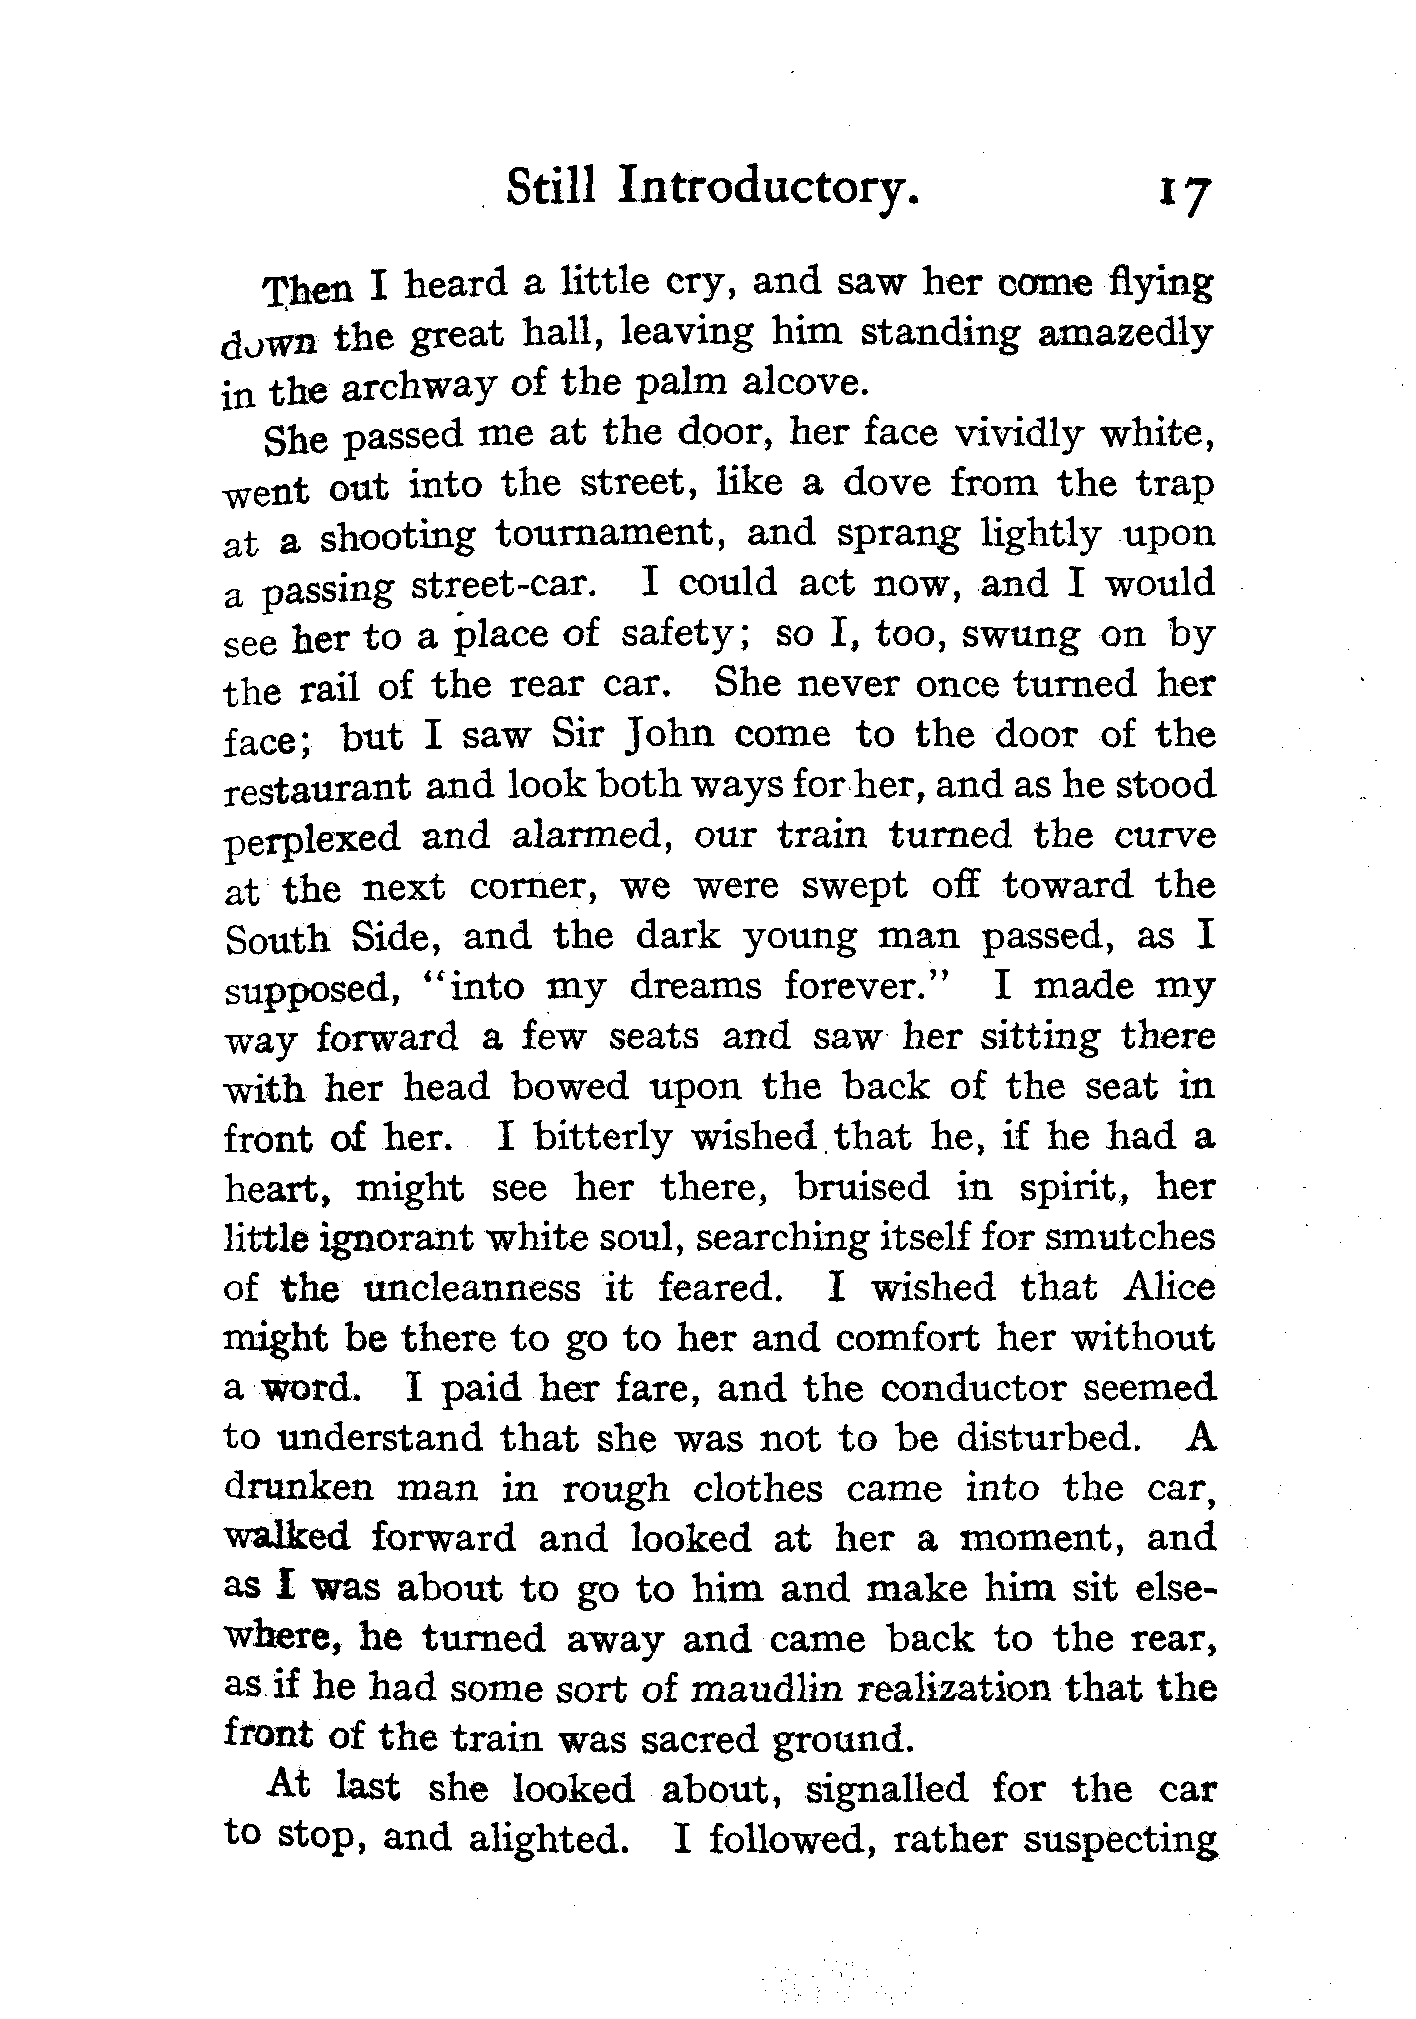 Still Introductory. 17
Then I heard a little cry, and saw her come flying
down the great hall, leaving him standing amazedly
in the archway of the palm alcove.
She passed me at the door, her face vividly white,
went out into the street, like a dove from the trap
at a shooting tournament, and sprang lightly upon
a passing street-car. I could act now, and I would
see her to a place of safety; so I, too, swung on by
the rail of the rear car. She never once turned her
face; but I saw Sir John come to the door of the
restaurant and look both ways for her, and as he stood
perplexed and alarmed, our train turned the curve
at the next corner, we were swept off toward the
South Side, and the dark young man passed, as I
supposed, "into my dreams forever." I made my
way forward a few seats and saw her sitting there
with her head bowed upon the back of the seat in
front of her. I bitterly wished that he, if he had a
heart, might see her there, bruised in spirit, her
little ignorant white soul, searching itself for smutches
of the uncleanness it feared. I wished that Alice
might be there to go to her and comfort her without
a word. I paid her fare, and the conductor seemed
to understand that she was not to be disturbed. A
drunken man in rough clothes came into the car,
walked forward and looked at her a moment, and
as I was about to go to him and make him sit else-
where, he turned away and came back to the rear,
as if he had some sort of maudlin realization that the
front of the train was sacred ground.
At last she looked about, signalled for the car
to stop, and alighted. I followed, rather suspecting